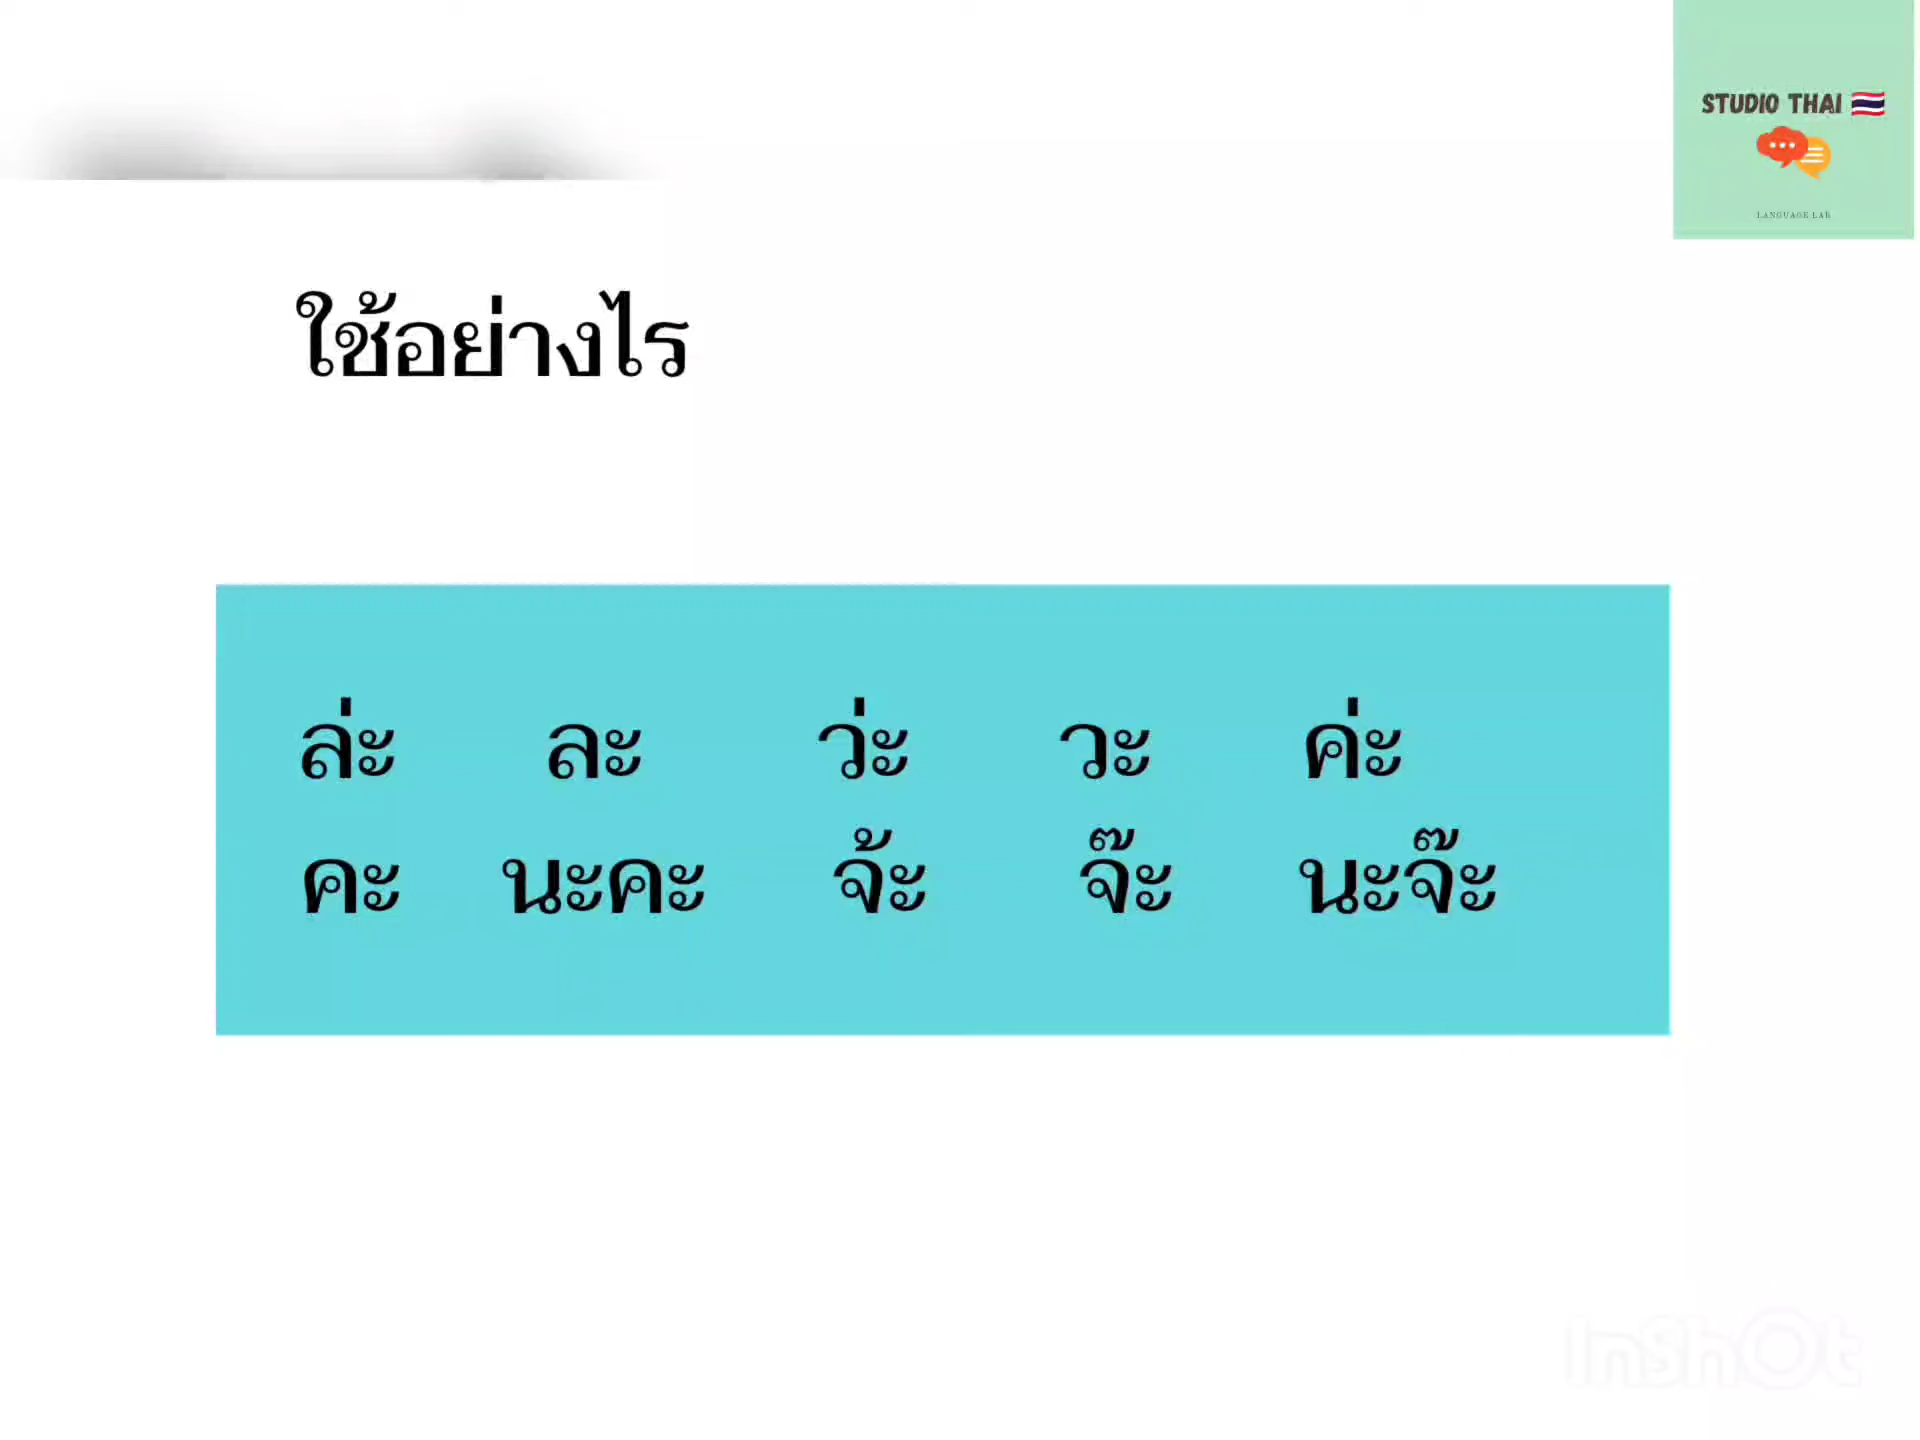 STUDIO THAI
LANGUAGE LAB
ใช้อย่างไร
ล่ะ ละ ว่ะ วะ ค่ะ
คะ นะคะ จ้ะ จ๊ะ นะจ๊ะ
InShOt